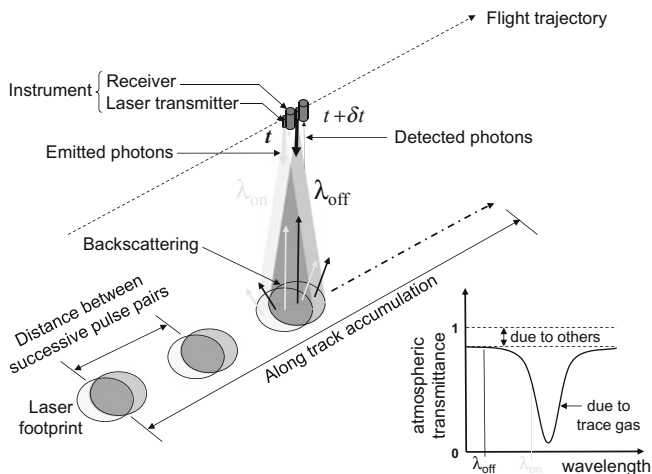 Flight trajectory
Instrument
Receiver
Laser transmitter
t
t+δt
Emitted photons
Detected photons
λon
λoff
Backscattering
Distance between
successive pulse pairs
Along track accumulation
Laser
footprint
1
due to others
atmospheric
transmittance
due to
trace gas
0
λoff
λon
wavelength